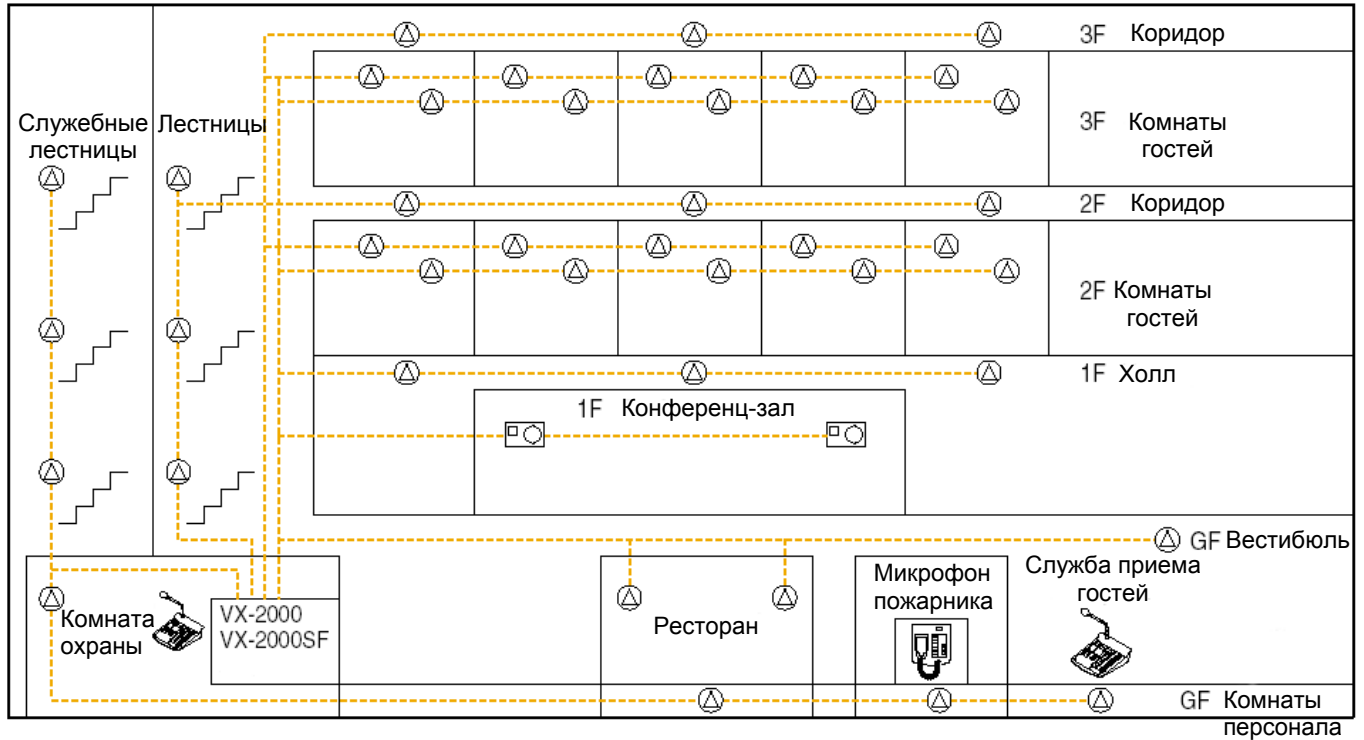 3F Коридор
Служебные
лестницы
Лестницы
3F Комнаты
гостей
2F Коридор
2F Комнаты
гостей
1F Холл
1F Конференц-зал
GF Вестибюль
Комната
охраны
VX-2000
VX-2000SF
Ресторан
Микрофон
пожарника
Служба приема
гостей
GF Комнаты
персонала